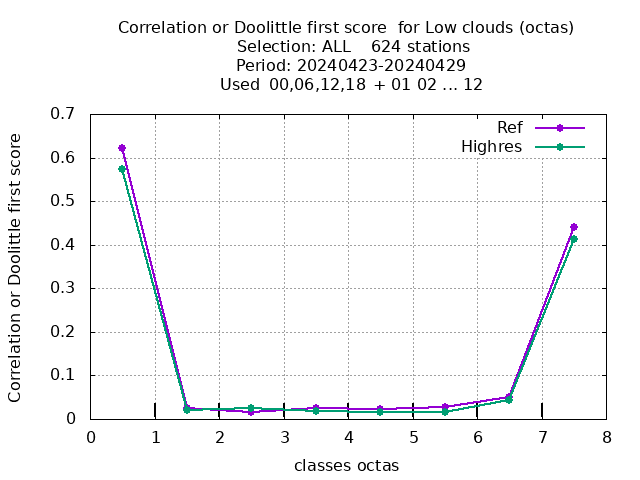 Correlation or Doolittle first score  for Low clouds (octas)
Selection: ALL    624 stations
Period: 20240423-20240429
Used  00,06,12,18  + 01 02 ... 12
Ref
Highres
Correlation or Doolittle first score
0.7
0.6
0.5
0.4
0.3
0.2
0.1
0
0 1 2 3 4 5 6 7 8
classes octas